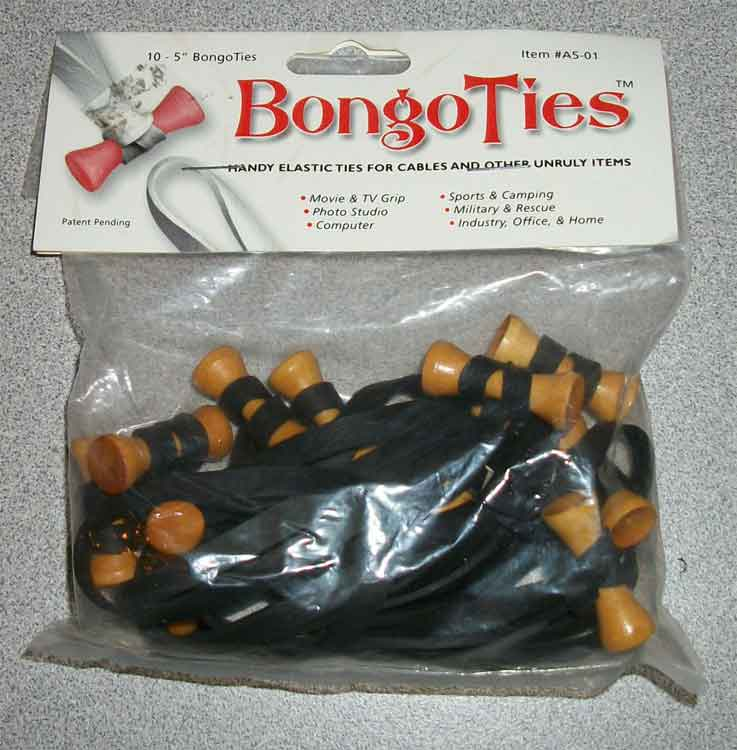 10 - 5" BongoTies
Item #A5-01
BongoTies™
HANDY ELASTIC TIES FOR CABLES AND OTHER UNRULY ITEMS
• Movie & TV Grip
• Photo Studio
• Computer
• Sports & Camping
• Military & Rescue
• Industry, Office, & Home
Patent Pending